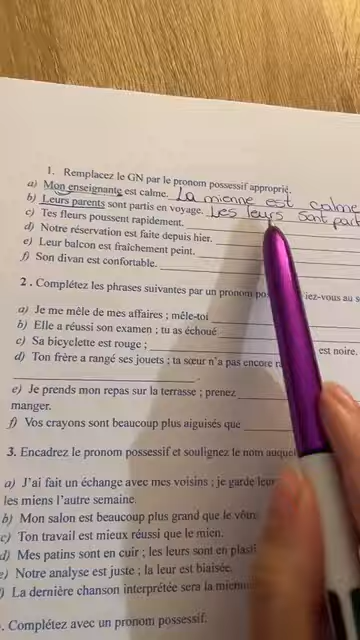 1. Remplacez le GN par le pronom possessif approprié.
a) Mon enseignante est calme. La mienne est calme
b) Leurs parents sont partis en voyage. Les leurs sont part
c) Tes fleurs poussent rapidement.
d) Notre réservation est faite depuis hier.
e) Leur balcon est fraîchement peint.
f) Son divan est confortable.
2. Complétez les phrases suivantes par un pronom iez-vous au s
a) Je me mêle de mes affaires ; mêle-toi
b) Elle a réussi son examen ; tu as échoué
c) Sa bicyclette est rouge ; est noire.
d) Ton frère a rangé ses jouets ; ta sœur n'a pas encore
e) Je prends mon repas sur la terrasse ; prenez
manger.
f) Vos crayons sont beaucoup plus aiguisés que
3. Encadrez le pronom possessif et soulignez le nom auquel
a) J'ai fait un échange avec mes voisins ; je garde leur
les miens l'autre semaine.
b) Mon salon est beaucoup plus grand que le
c) Ton travail est mieux réussi que le mien.
d) Mes patins sont en cuir ; les leurs sont en plasti
e) Notre analyse est juste ; la leur est biaisée.
) La dernière chanson interprétée sera la mienn
. Complétez avec un pronom possessif.